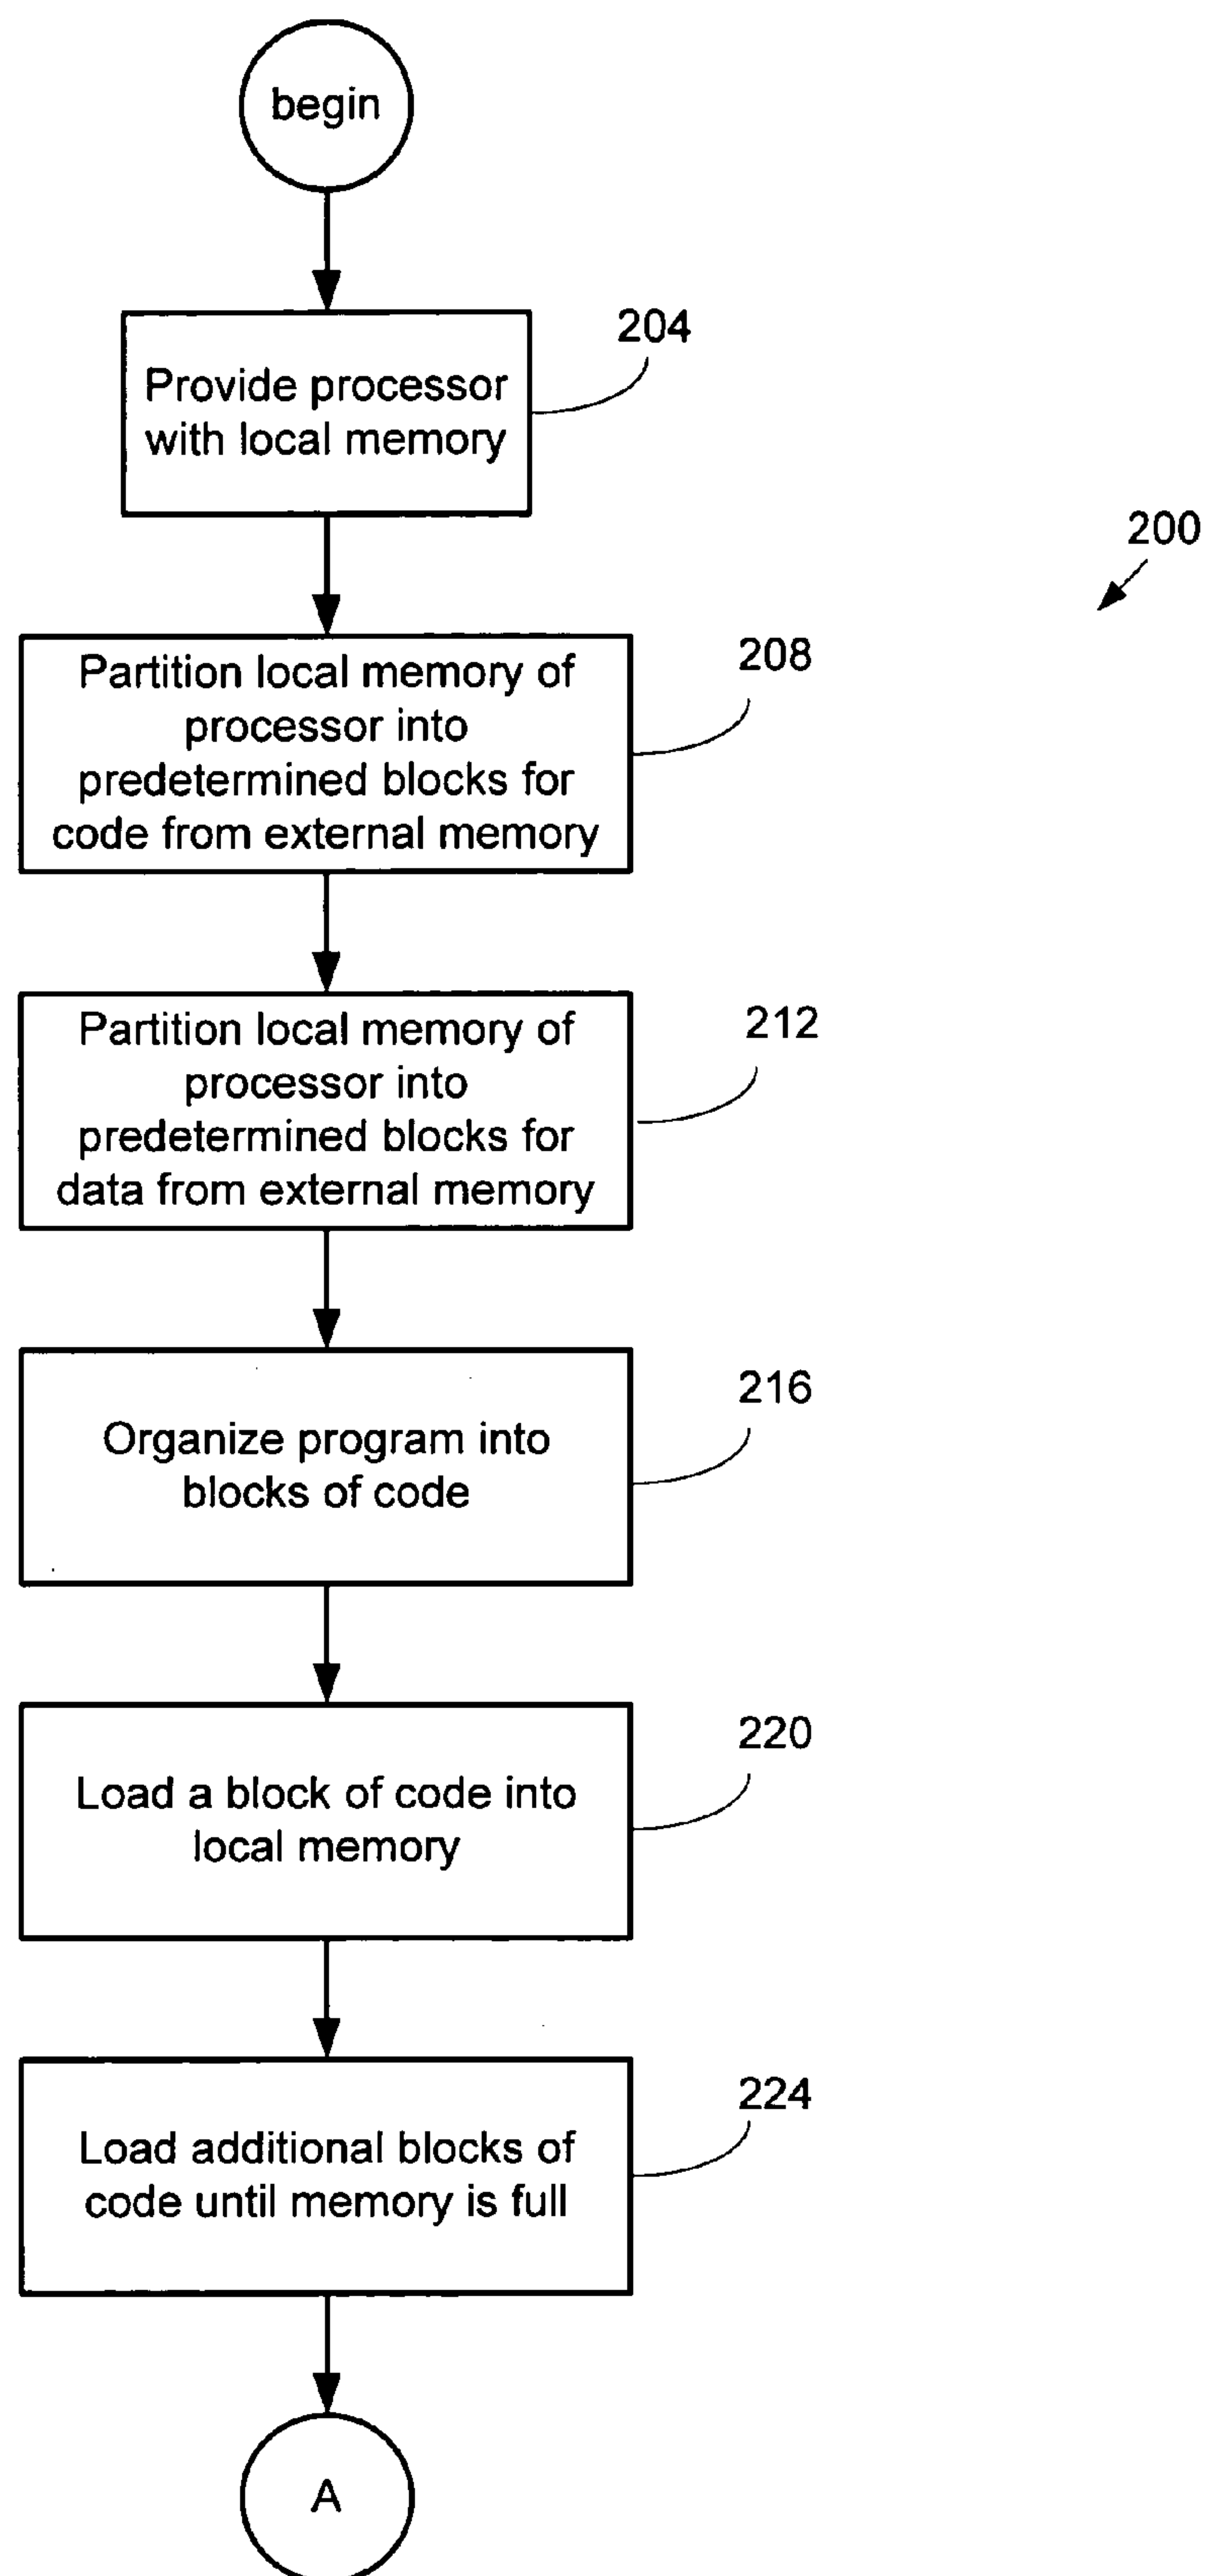 begin
204
Provide processor
with local memory
200
208
Partition local memory of
processor into
predetermined blocks for
code from external memory
212
Partition local memory of
processor into
predetermined blocks for
data from external memory
216
Organize program into
blocks of code
220
Load a block of code into
local memory
224
Load additional blocks of
code until memory is full
A